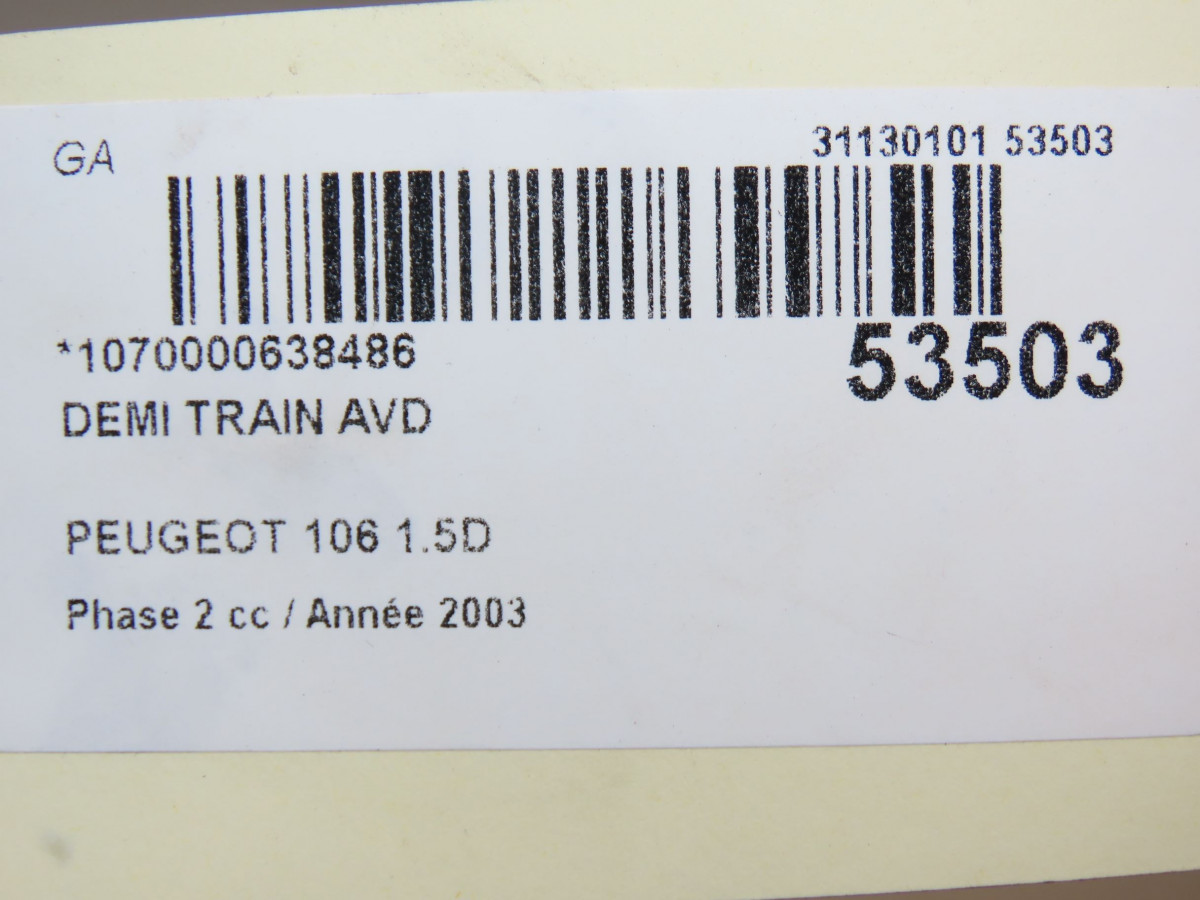 GA
31130101 53503
*1070000638486
53503
DEMI TRAIN AVD
PEUGEOT 106 1.5D
Phase 2 cc / Année 2003